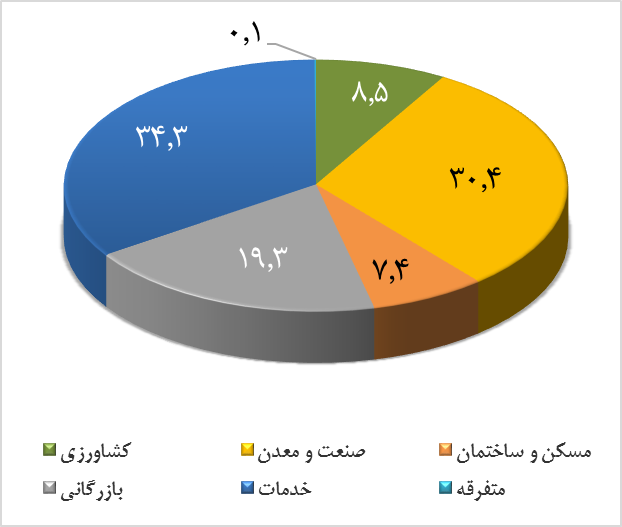 ۰,۱
۸,۵
۳۴,۳
۳۰,۴
۷,۴
۱۹,۳
کشاورزی
صنعت و معدن
مسکن و ساختمان
بازرگانی
خدمات
متفرقه